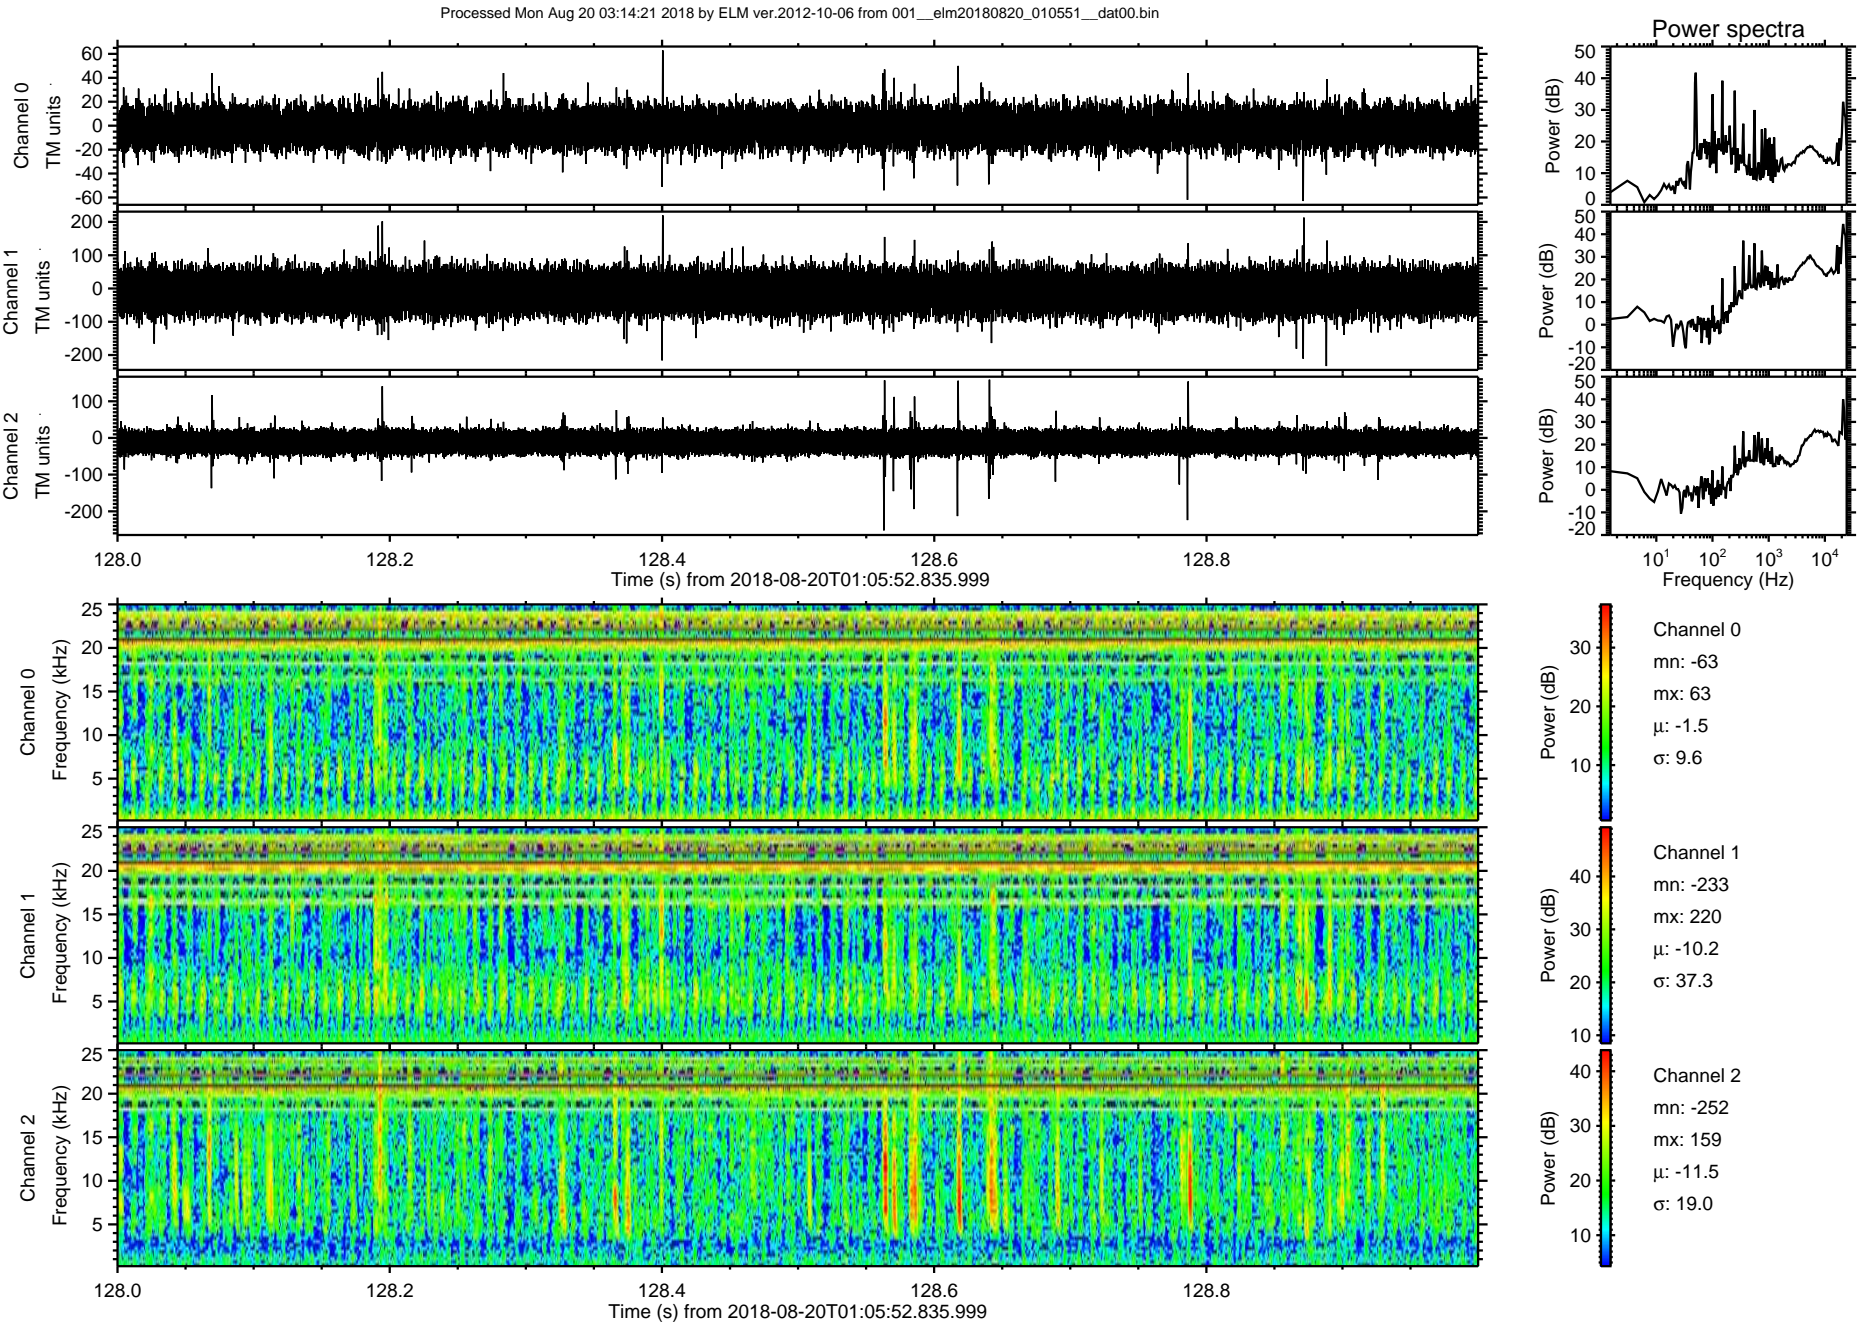 Processed Mon Aug 20 03:14:21 2018 by ELM ver.2012-10-06 from 001__elm20180820_010551__dat00.bin
Power spectra
Channel 0
TM units
60
40
20
0
-20
-40
-60
Power (dB)
50
40
30
20
10
0
Channel 1
TM units
200
100
0
-100
-200
Power (dB)
50
40
30
20
10
0
-10
-20
Channel 2
TM units
100
0
-100
-200
Power (dB)
50
40
30
20
10
0
-10
-20
128.0 128.2 128.4 128.6 128.8
Time (s) from 2018-08-20T01:05:52.835.999
10^1 10^2 10^3 10^4
Frequency (Hz)
Channel 0
Frequency (kHz)
25
20
15
10
5
Power (dB)
30
20
10
Channel 0
mn: -63
mx: 63
µ: -1.5
σ: 9.6
Channel 1
Frequency (kHz)
25
20
15
10
5
Power (dB)
40
30
20
10
Channel 1
mn: -233
mx: 220
µ: -10.2
σ: 37.3
Channel 2
Frequency (kHz)
25
20
15
10
5
Power (dB)
40
30
20
10
Channel 2
mn: -252
mx: 159
µ: -11.5
σ: 19.0
128.0 128.2 128.4 128.6 128.8
Time (s) from 2018-08-20T01:05:52.835.999